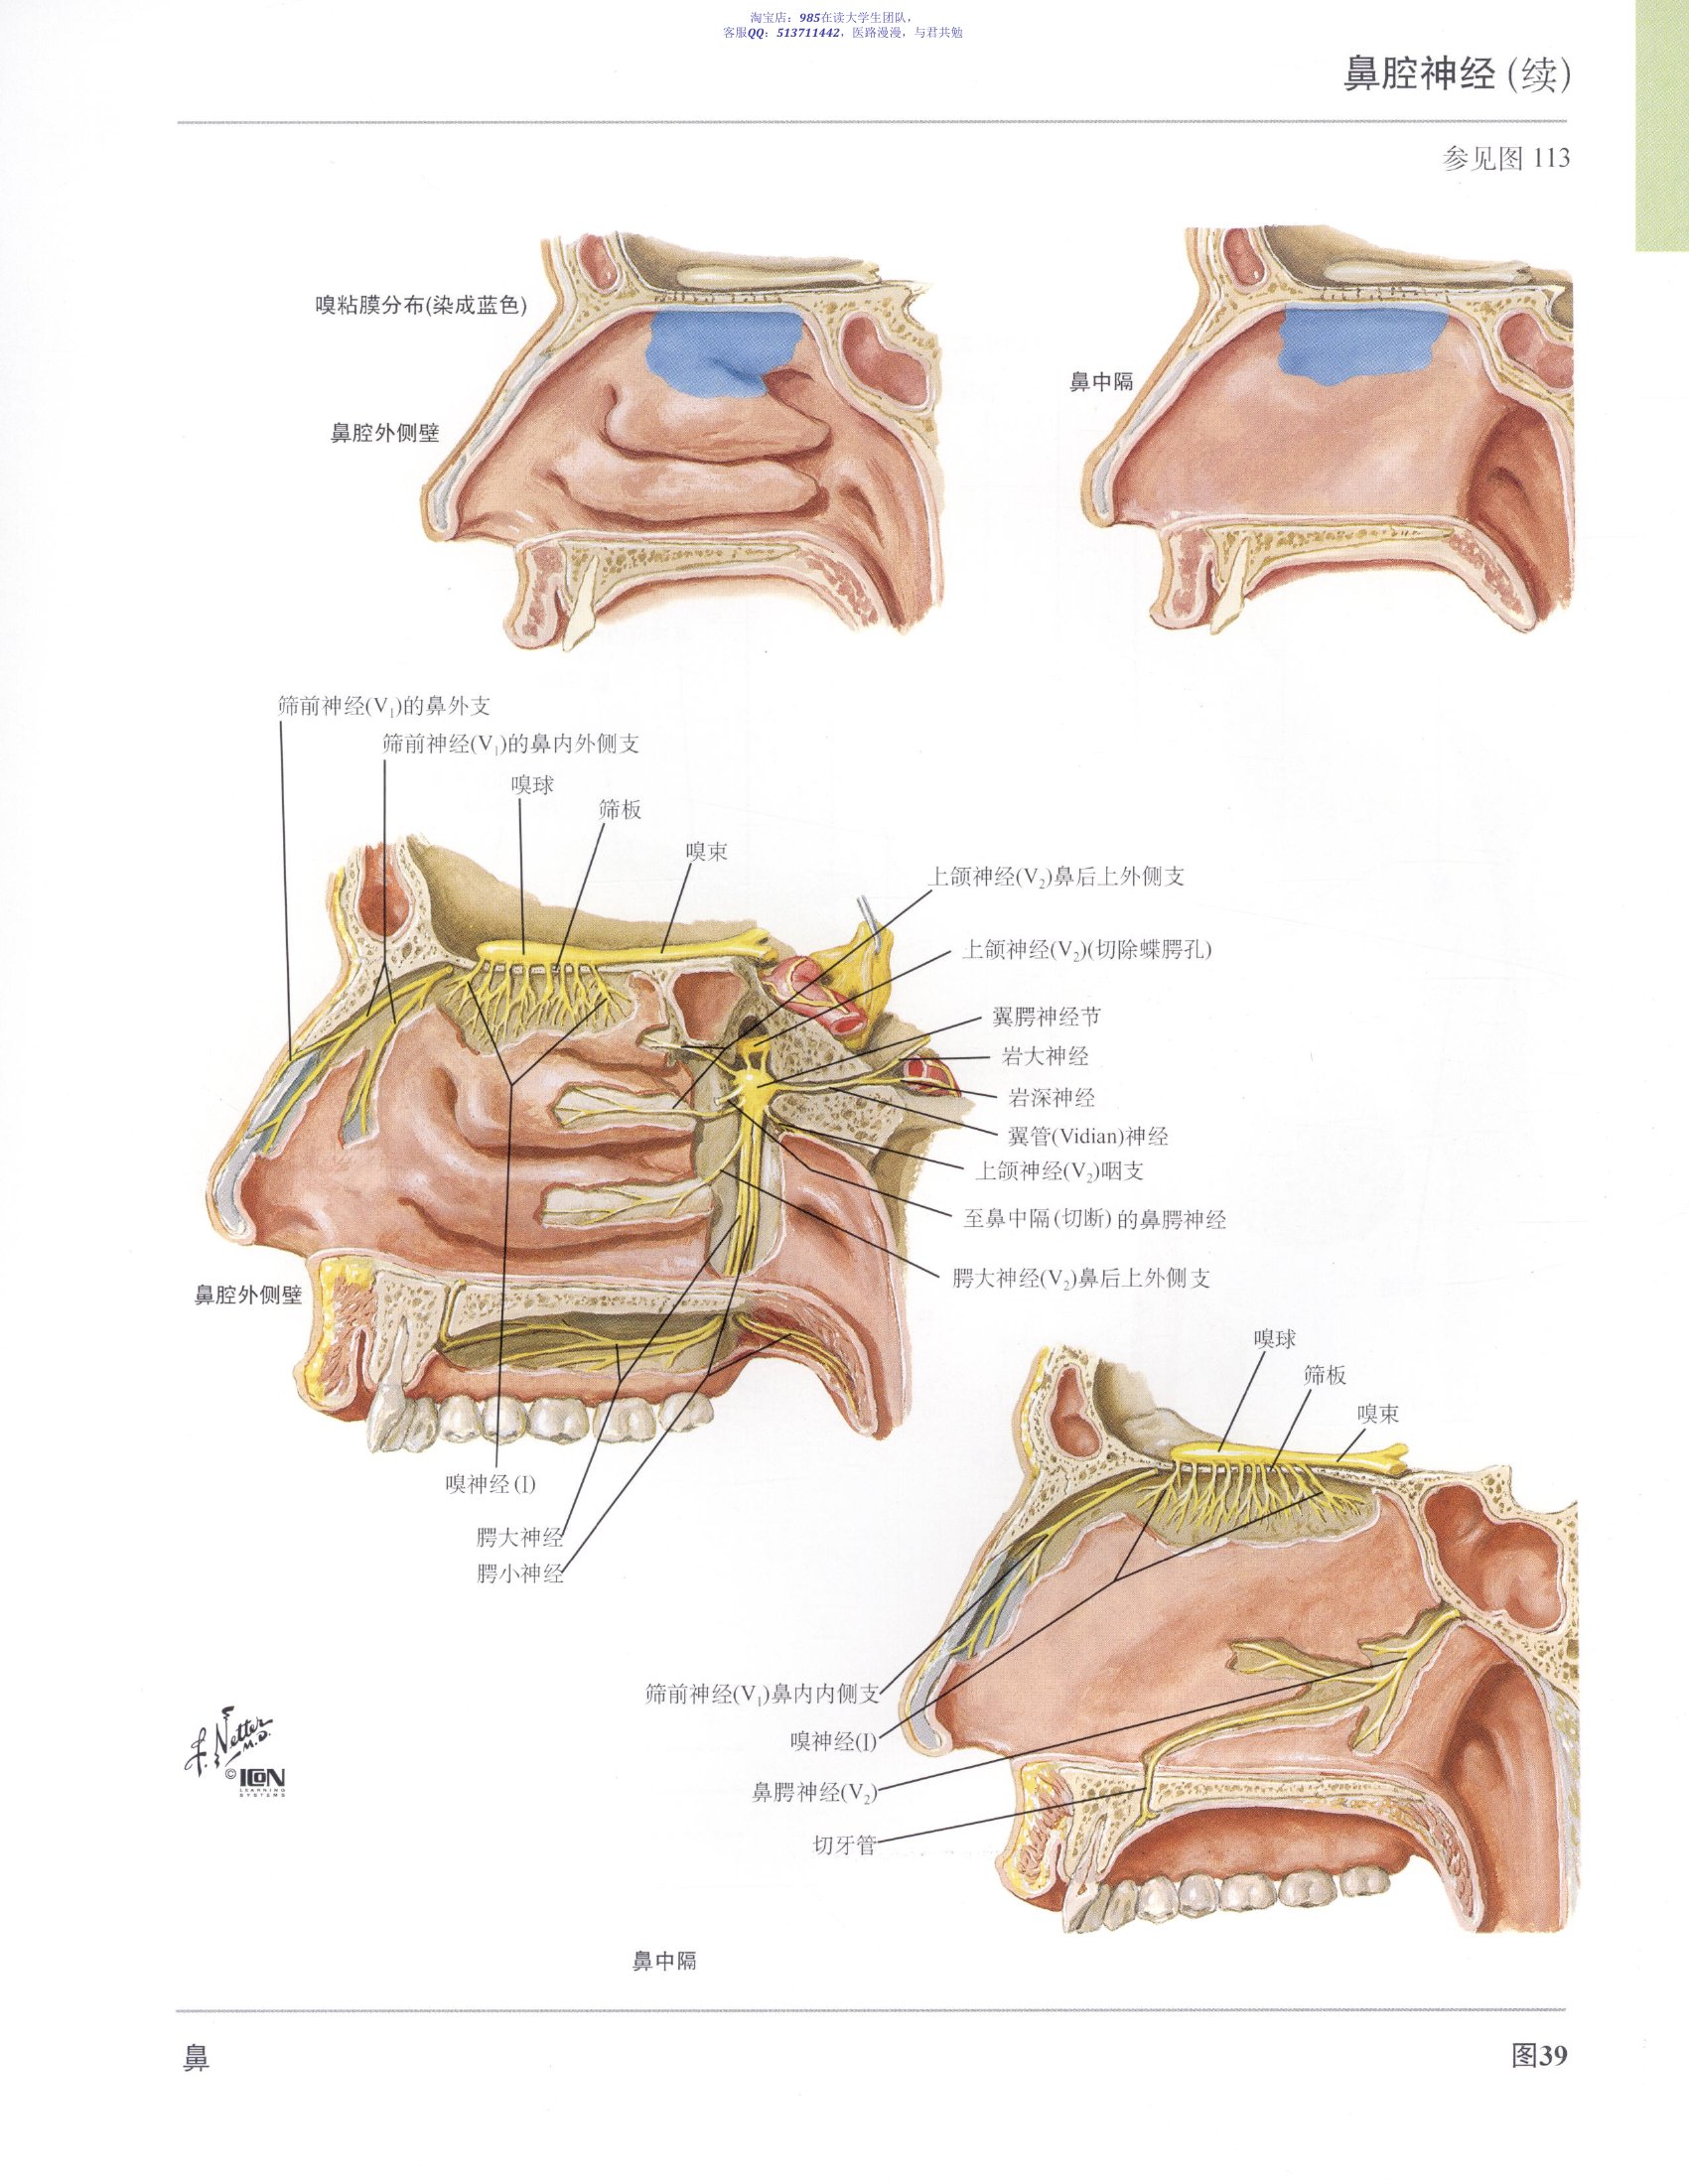 淘宝店：985在读大学生团队，
客服QQ：513711442，医路漫漫，与君共勉
鼻腔神经(续)
参见图 113
嗅粘膜分布(染成蓝色)
鼻中隔
鼻腔外侧壁
筛前神经(V₁)的鼻外支
筛前神经(V₁)的鼻内外侧支
嗅球
筛板
嗅束
上颌神经(V₂)鼻后上外侧支
上颌神经(V₂)(切除蝶腭孔)
翼腭神经节
岩大神经
岩深神经
翼管(Vidian)神经
上颌神经(V₂)咽支
至鼻中隔(切断)的鼻腭神经
腭大神经(V₂)鼻后上外侧支
鼻腔外侧壁
嗅神经(I)
腭大神经
腭小神经
嗅球
筛板
嗅束
筛前神经(V₁)鼻内内侧支
嗅神经(I)
鼻腭神经(V₂)
切牙管
F. Netter
M.D.
© ICON
LEARNING
SYSTEMS
鼻中隔
鼻
图39